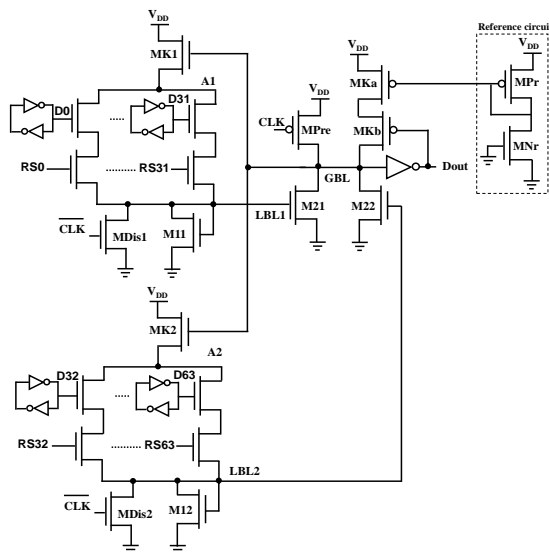 Reference circui
VDD
VDD
VDD
MK1
MKa
MPr
A1
VDD
D0
.....
D31
CLK
MPre
MKb
MNr
RS0
..........
RS31
GBL
Dout
LBL1
M21
M22
CLK
MDis1
M11
VDD
MK2
A2
D32
.....
D63
RS32
..........
RS63
LBL2
CLK
MDis2
M12